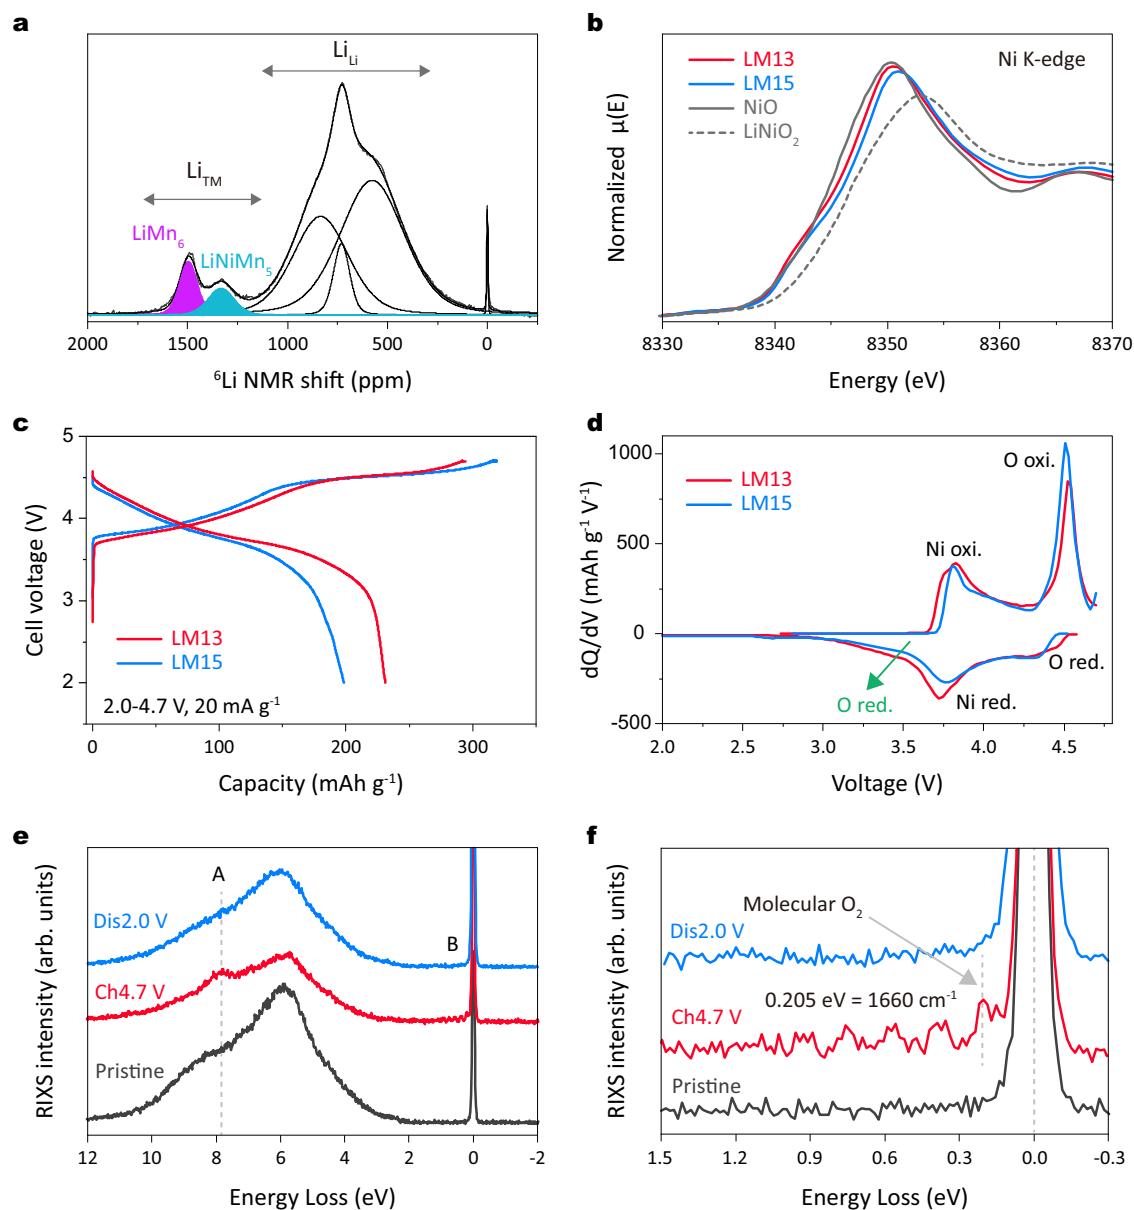 a
Li_Li
Li_TM
LiMn_6
LiNiMn_5
2000 1500 1000 500 0
⁶Li NMR shift (ppm)
b
LM13
LM15
NiO
LiNiO_2
Ni K-edge
Normalized μ(E)
8330 8340 8350 8360 8370
Energy (eV)
c
5
4
3
2
Cell voltage (V)
LM13
LM15
2.0-4.7 V, 20 mA g⁻¹
0 100 200 300
Capacity (mAh g⁻¹)
d
1000
500
0
-500
dQ/dV (mAh g⁻¹ V⁻¹)
LM13
LM15
O oxi.
Ni oxi.
O red.
O red.
Ni red.
2.0 2.5 3.0 3.5 4.0 4.5
Voltage (V)
e
RIXS intensity (arb. units)
A
B
Dis2.0 V
Ch4.7 V
Pristine
12 10 8 6 4 2 0 -2
Energy Loss (eV)
f
RIXS intensity (arb. units)
Molecular O_2
Dis2.0 V
0.205 eV = 1660 cm⁻¹
Ch4.7 V
Pristine
1.5 1.2 0.9 0.6 0.3 0.0 -0.3
Energy Loss (eV)